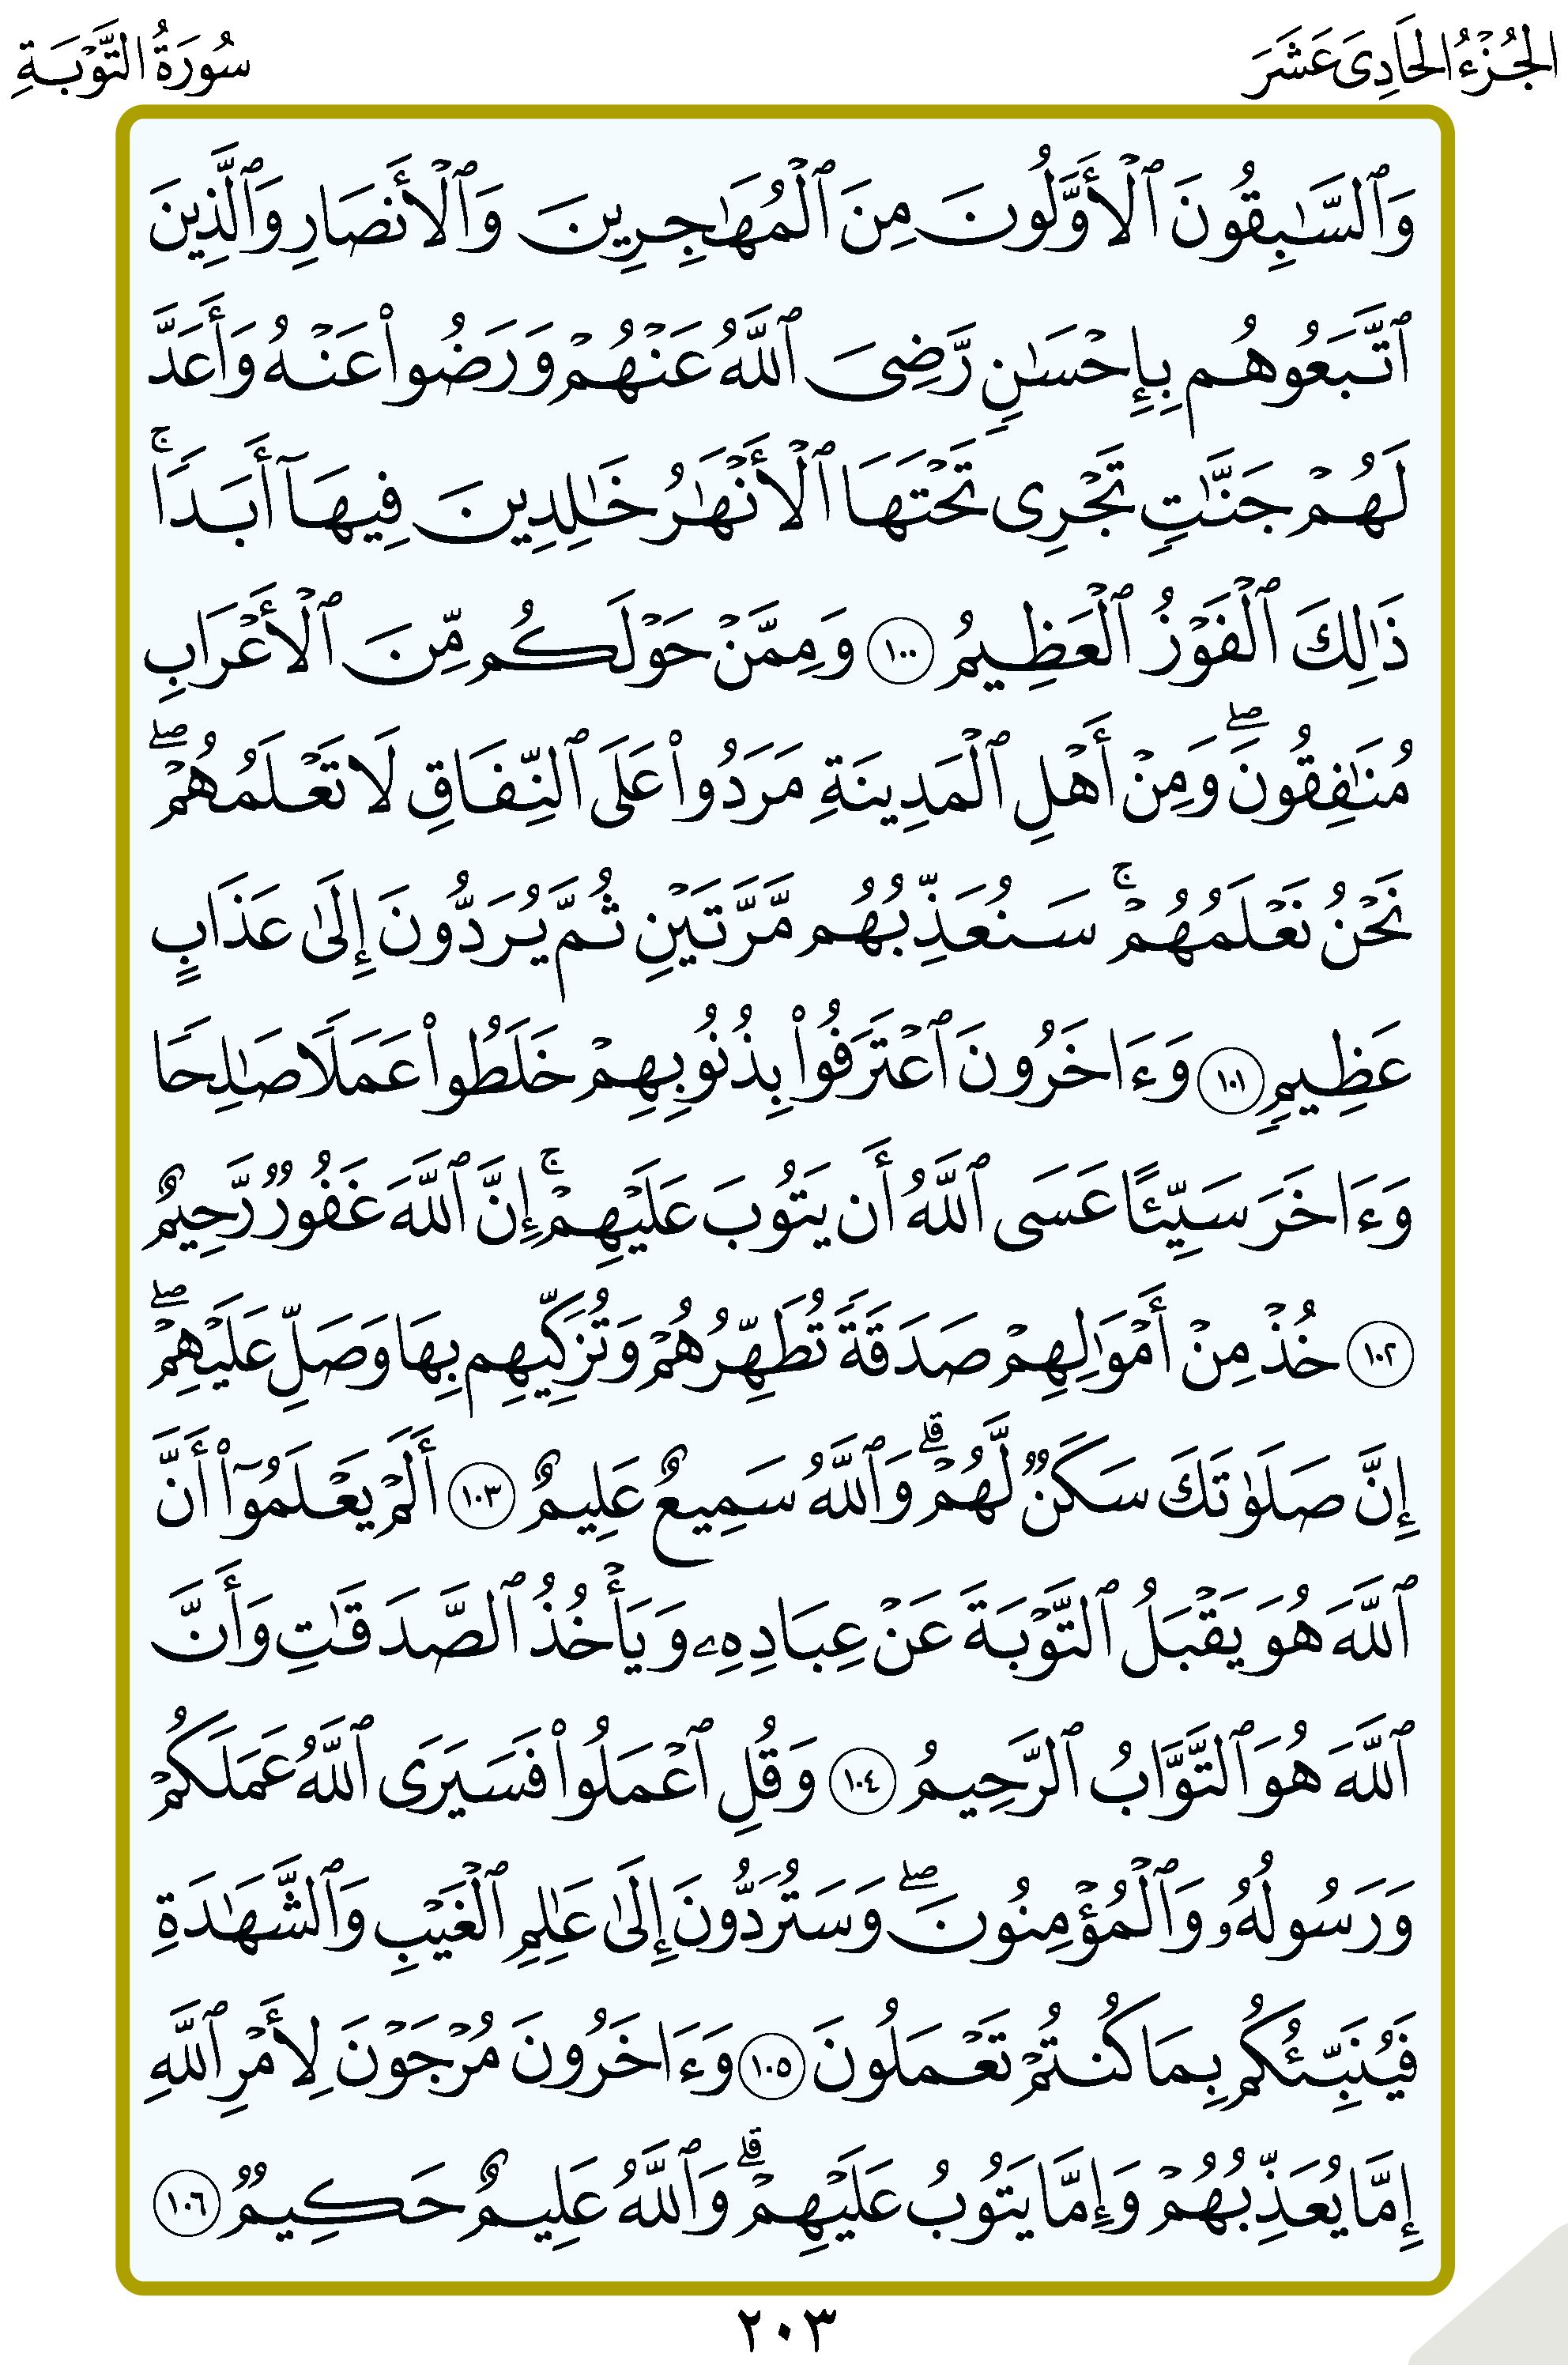 الجُزْءُ الحَادِىَ عَشَرَ
سُورَةُ التَّوْبَةِ
وَٱلسَّٰبِقُونَ ٱلْأَوَّلُونَ مِنَ ٱلْمُهَٰجِرِينَ وَٱلْأَنصَارِ وَٱلَّذِينَ
ٱتَّبَعُوهُم بِإِحْسَٰنٍ رَّضِىَ ٱللَّهُ عَنْهُمْ وَرَضُوا۟ عَنْهُ وَأَعَدَّ
لَهُمْ جَنَّٰتٍ تَجْرِى تَحْتَهَا ٱلْأَنْهَٰرُ خَٰلِدِينَ فِيهَآ أَبَدًا ۚ
ذَٰلِكَ ٱلْفَوْزُ ٱلْعَظِيمُ ١٠٠ وَمِمَّنْ حَوْلَكُم مِّنَ ٱلْأَعْرَابِ
مُنَٰفِقُونَ ۖ وَمِنْ أَهْلِ ٱلْمَدِينَةِ مَرَدُوا۟ عَلَى ٱلنِّفَاقِ لَا تَعْلَمُهُمْ ۖ
نَحْنُ نَعْلَمُهُمْ ۚ سَنُعَذِّبُهُم مَّرَّتَيْنِ ثُمَّ يُرَدُّونَ إِلَىٰ عَذَابٍ
عَظِيمٍ ١٠١ وَءَاخَرُونَ ٱعْتَرَفُوا۟ بِذُنُوبِهِمْ خَلَطُوا۟ عَمَلًا صَٰلِحًا
وَءَاخَرَ سَيِّئًا عَسَى ٱللَّهُ أَن يَتُوبَ عَلَيْهِمْ ۚ إِنَّ ٱللَّهَ غَفُورٌ رَّحِيمٌ
١٠٢ خُذْ مِنْ أَمْوَٰلِهِمْ صَدَقَةً تُطَهِّرُهُمْ وَتُزَكِّيهِم بِهَا وَصَلِّ عَلَيْهِمْ ۖ
إِنَّ صَلَوٰتَكَ سَكَنٌ لَّهُمْ ۗ وَٱللَّهُ سَمِيعٌ عَلِيمٌ ١٠٣ أَلَمْ يَعْلَمُوٓا۟ أَنَّ
ٱللَّهَ هُوَ يَقْبَلُ ٱلتَّوْبَةَ عَنْ عِبَادِهِۦ وَيَأْخُذُ ٱلصَّدَقَٰتِ وَأَنَّ
ٱللَّهَ هُوَ ٱلتَّوَّابُ ٱلرَّحِيمُ ١٠٤ وَقُلِ ٱعْمَلُوا۟ فَسَيَرَى ٱللَّهُ عَمَلَكُمْ
وَرَسُولُهُۥ وَٱلْمُؤْمِنُونَ ۖ وَسَتُرَدُّونَ إِلَىٰ عَٰلِمِ ٱلْغَيْبِ وَٱلشَّهَٰدَةِ
فَيُنَبِّئُكُم بِمَا كُنتُمْ تَعْمَلُونَ ١٠٥ وَءَاخَرُونَ مُرْجَوْنَ لِأَمْرِ ٱللَّهِ
إِمَّا يُعَذِّبُهُمْ وَإِمَّا يَتُوبُ عَلَيْهِمْ ۗ وَٱللَّهُ عَلِيمٌ حَكِيمٌ ١٠٦
٢٠٣